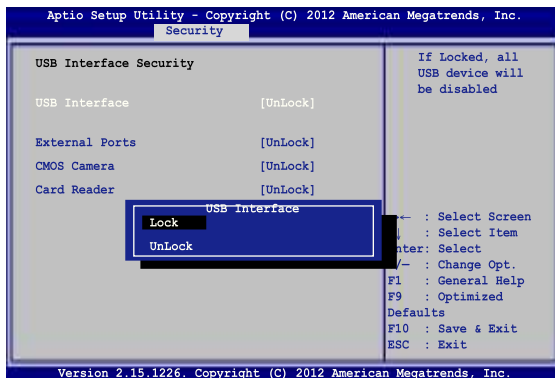 Aptio Setup Utility - Copyright (C) 2012 American Megatrends, Inc.
Security
USB Interface Security
USB Interface [UnLock]
External Ports [UnLock]
CMOS Camera [UnLock]
Card Reader [UnLock]
USB Interface
Lock
UnLock
If Locked, all
USB device will
be disabled
→← : Select Screen
: Select Item
nter: Select
/— : Change Opt.
F1 : General Help
F9 : Optimized
Defaults
F10 : Save & Exit
ESC : Exit
Version 2.15.1226. Copyright (C) 2012 American Megatrends, Inc.